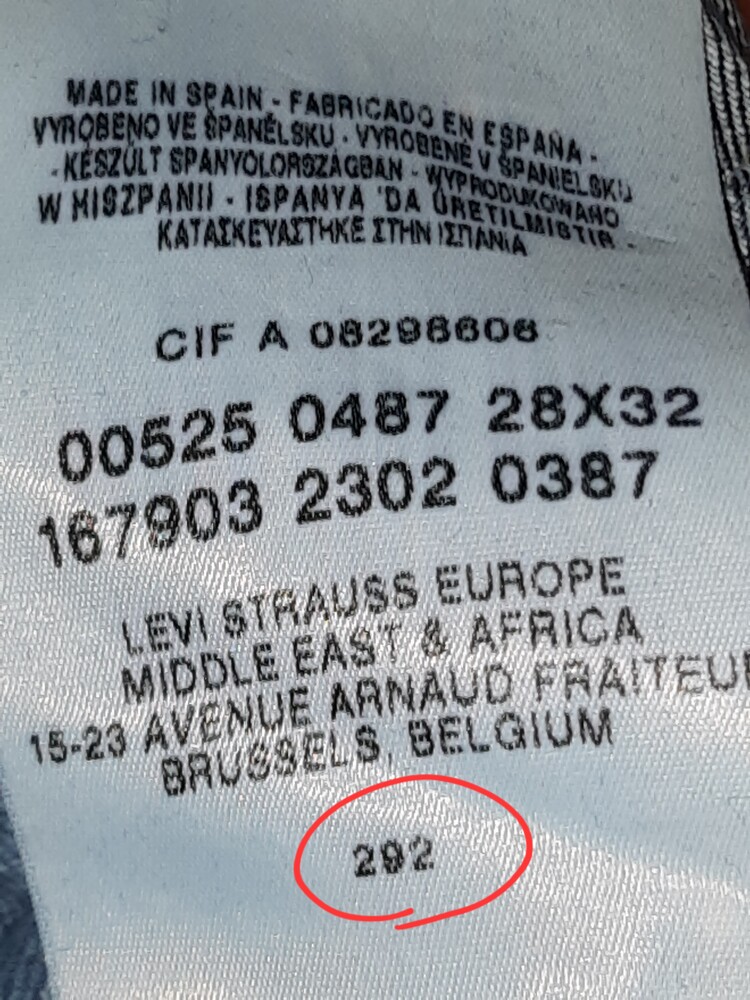 MADE IN SPAIN - FABRICADO EN ESPAÑA -
VYROBENO VE ŠPANĚLSKU - VYROBENÉ V ŠPANIELSKU
- KÉSZÜLT SPANYOLORSZÁGBAN - WYPRODUKOWANO
W HISZPANII - ISPANYA 'DA ÜRETILMISTIR -
ΚΑΤΑΣΚΕΥΑΣΤΗΚΕ ΣΤΗΝ ΙΣΠΑΝΙΑ
CIF A 08298606
00525 0487 28X32
167903 2302 0387
LEVI STRAUSS EUROPE
MIDDLE EAST & AFRICA
15-23 AVENUE ARNAUD FRAITEUR
BRUSSELS, BELGIUM
292